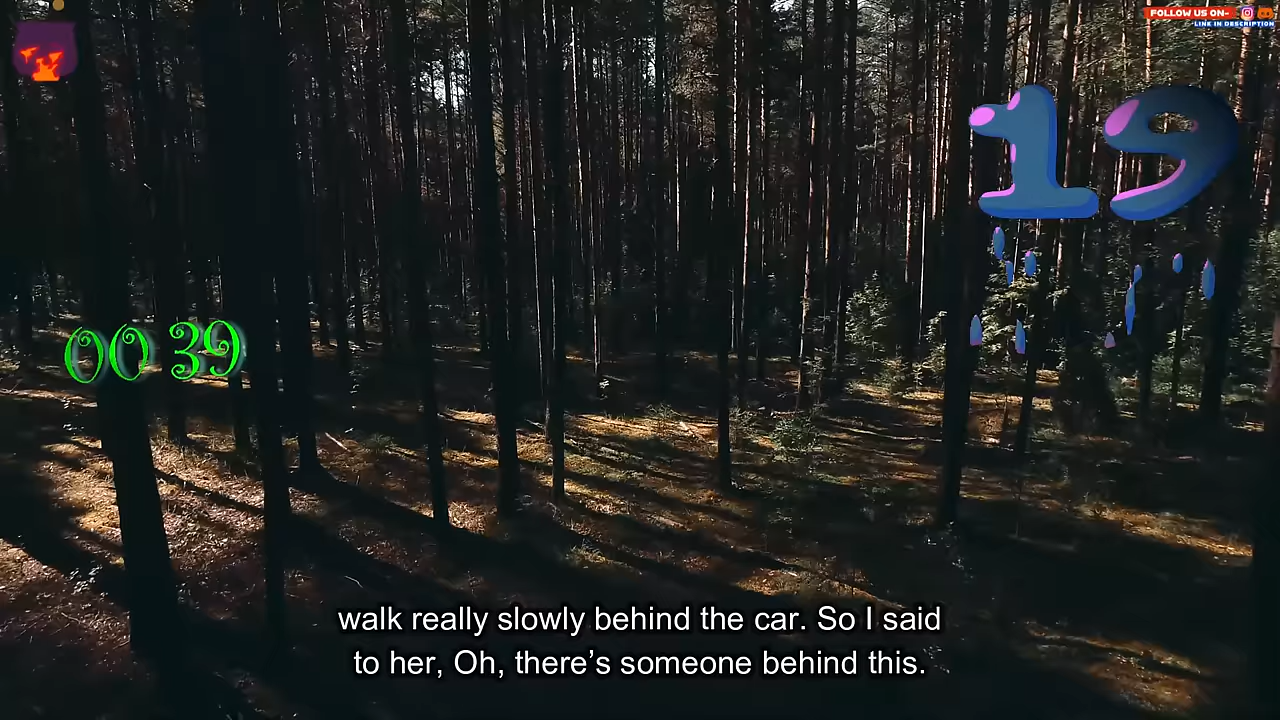 FOLLOW US ON-
LINK IN DESCRIPTION
19
00 39
walk really slowly behind the car. So I said
to her, Oh, there’s someone behind this.